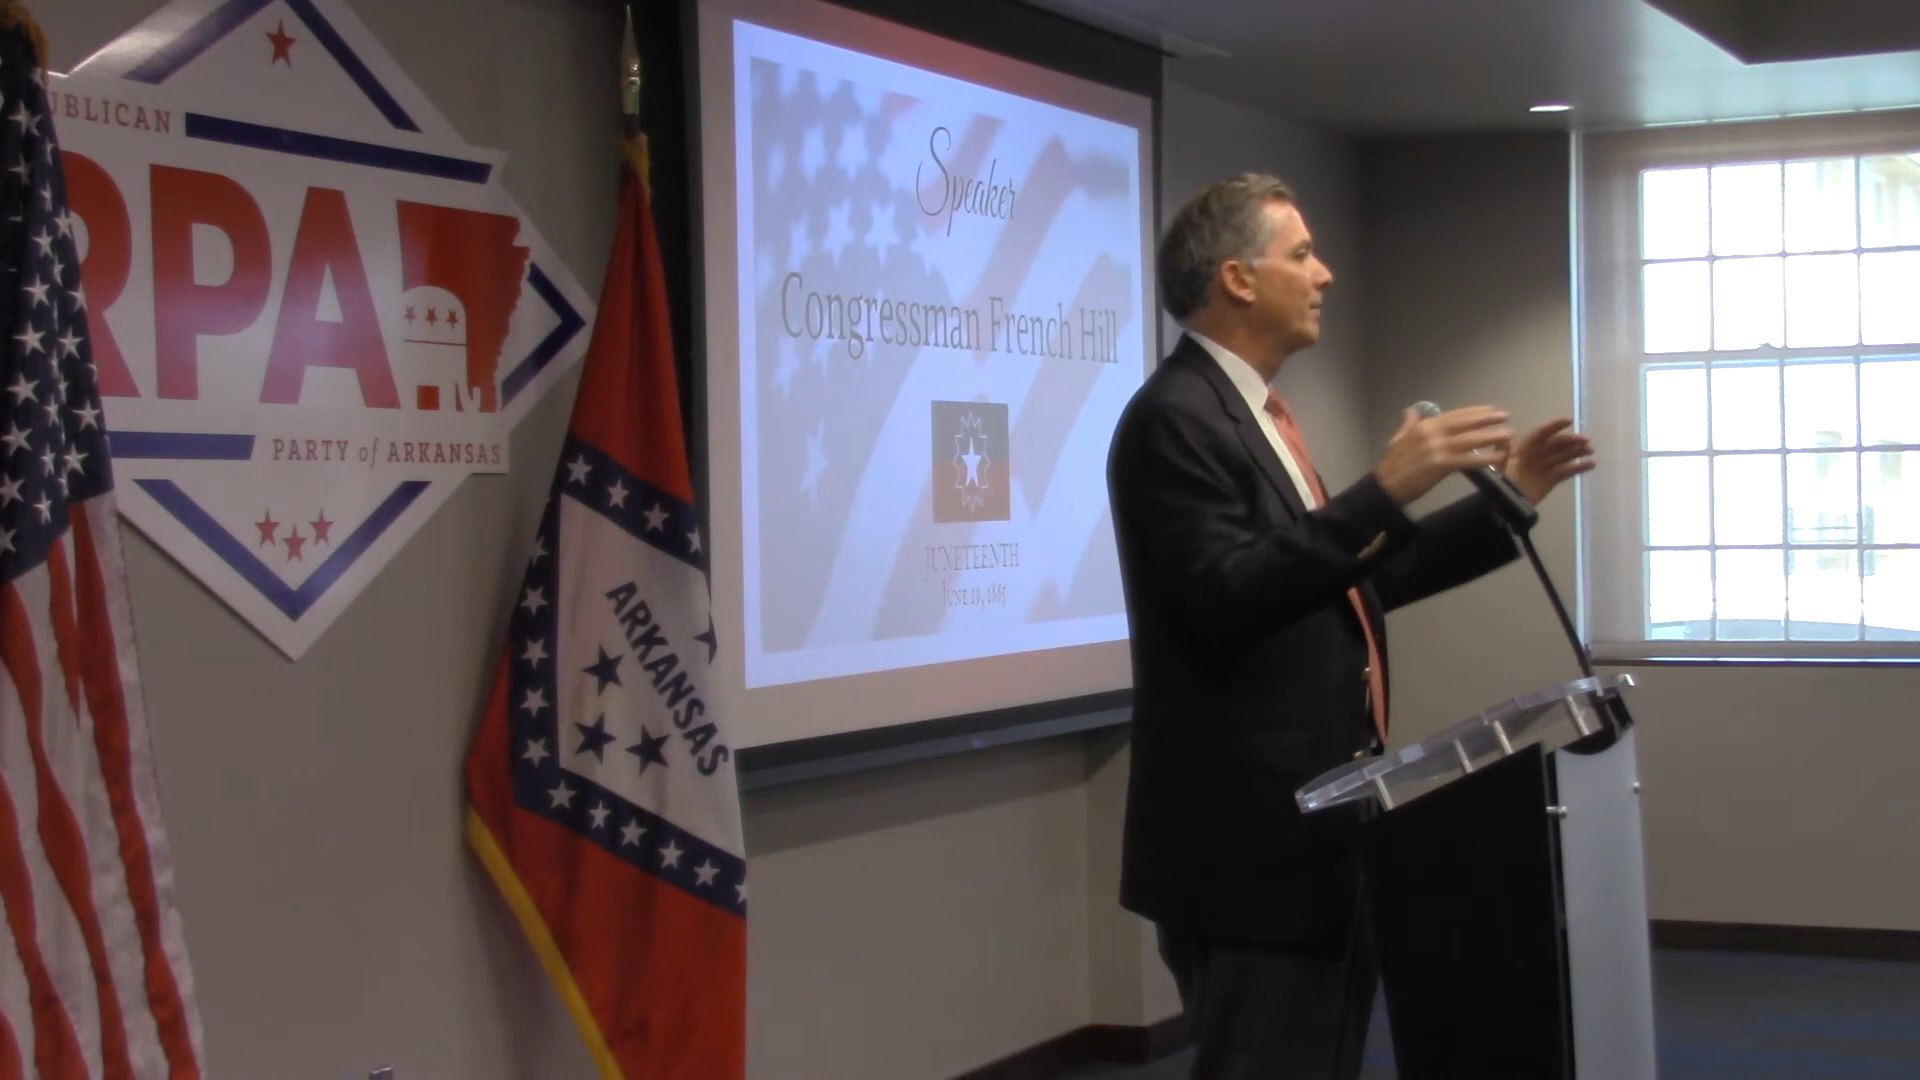 UBLICAN
RPA
PARTY of ARKANSAS
ARKANSAS
Speaker
Congressman French Hill
JUNETEENTH
JUNE 19, 1865